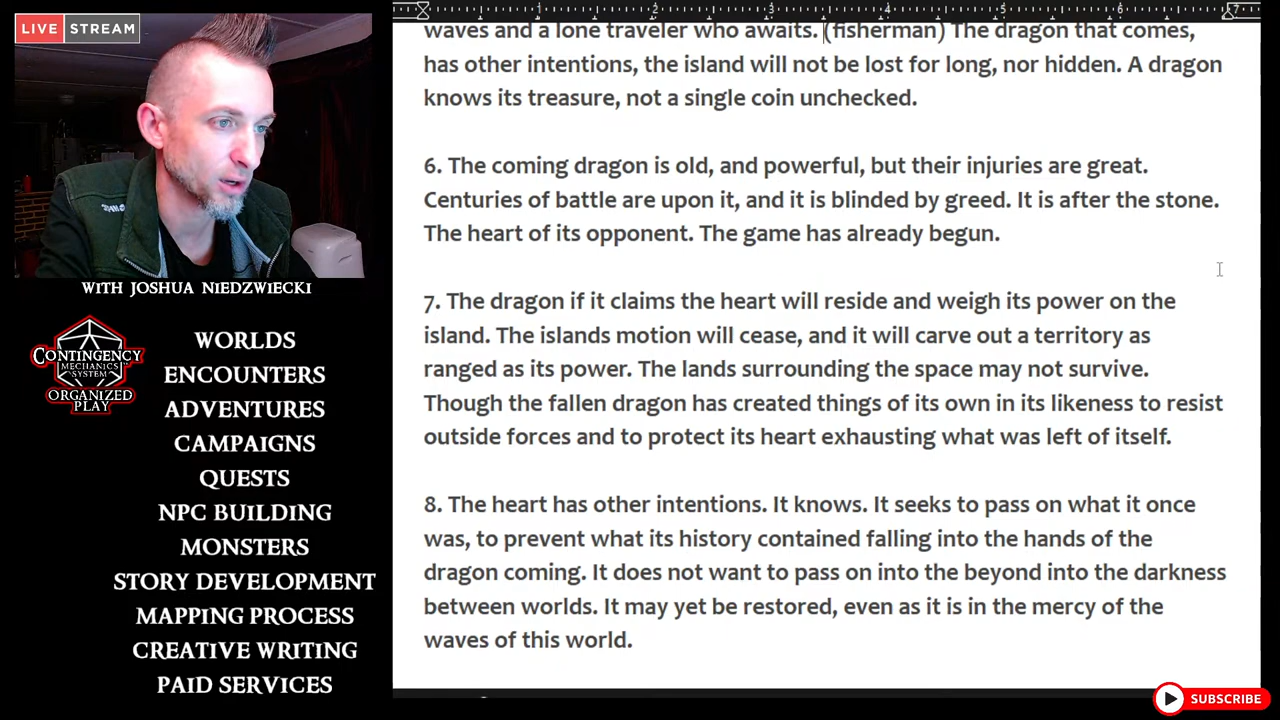 LIVE STREAM
WITH JOSHUA NIEDZWIECKI
CONTINGENCY
MECHANICS
SYSTEM
ORGANIZED
PLAY
WORLDS
ENCOUNTERS
ADVENTURES
CAMPAIGNS
QUESTS
NPC BUILDING
MONSTERS
STORY DEVELOPMENT
MAPPING PROCESS
CREATIVE WRITING
PAID SERVICES
1 2 3 4 5 6 7
waves and a lone traveler who awaits. (fisherman) The dragon that comes,
has other intentions, the island will not be lost for long, nor hidden. A dragon
knows its treasure, not a single coin unchecked.
6. The coming dragon is old, and powerful, but their injuries are great.
Centuries of battle are upon it, and it is blinded by greed. It is after the stone.
The heart of its opponent. The game has already begun.
7. The dragon if it claims the heart will reside and weigh its power on the
island. The islands motion will cease, and it will carve out a territory as
ranged as its power. The lands surrounding the space may not survive.
Though the fallen dragon has created things of its own in its likeness to resist
outside forces and to protect its heart exhausting what was left of itself.
8. The heart has other intentions. It knows. It seeks to pass on what it once
was, to prevent what its history contained falling into the hands of the
dragon coming. It does not want to pass on into the beyond into the darkness
between worlds. It may yet be restored, even as it is in the mercy of the
waves of this world.
SUBSCRIBE